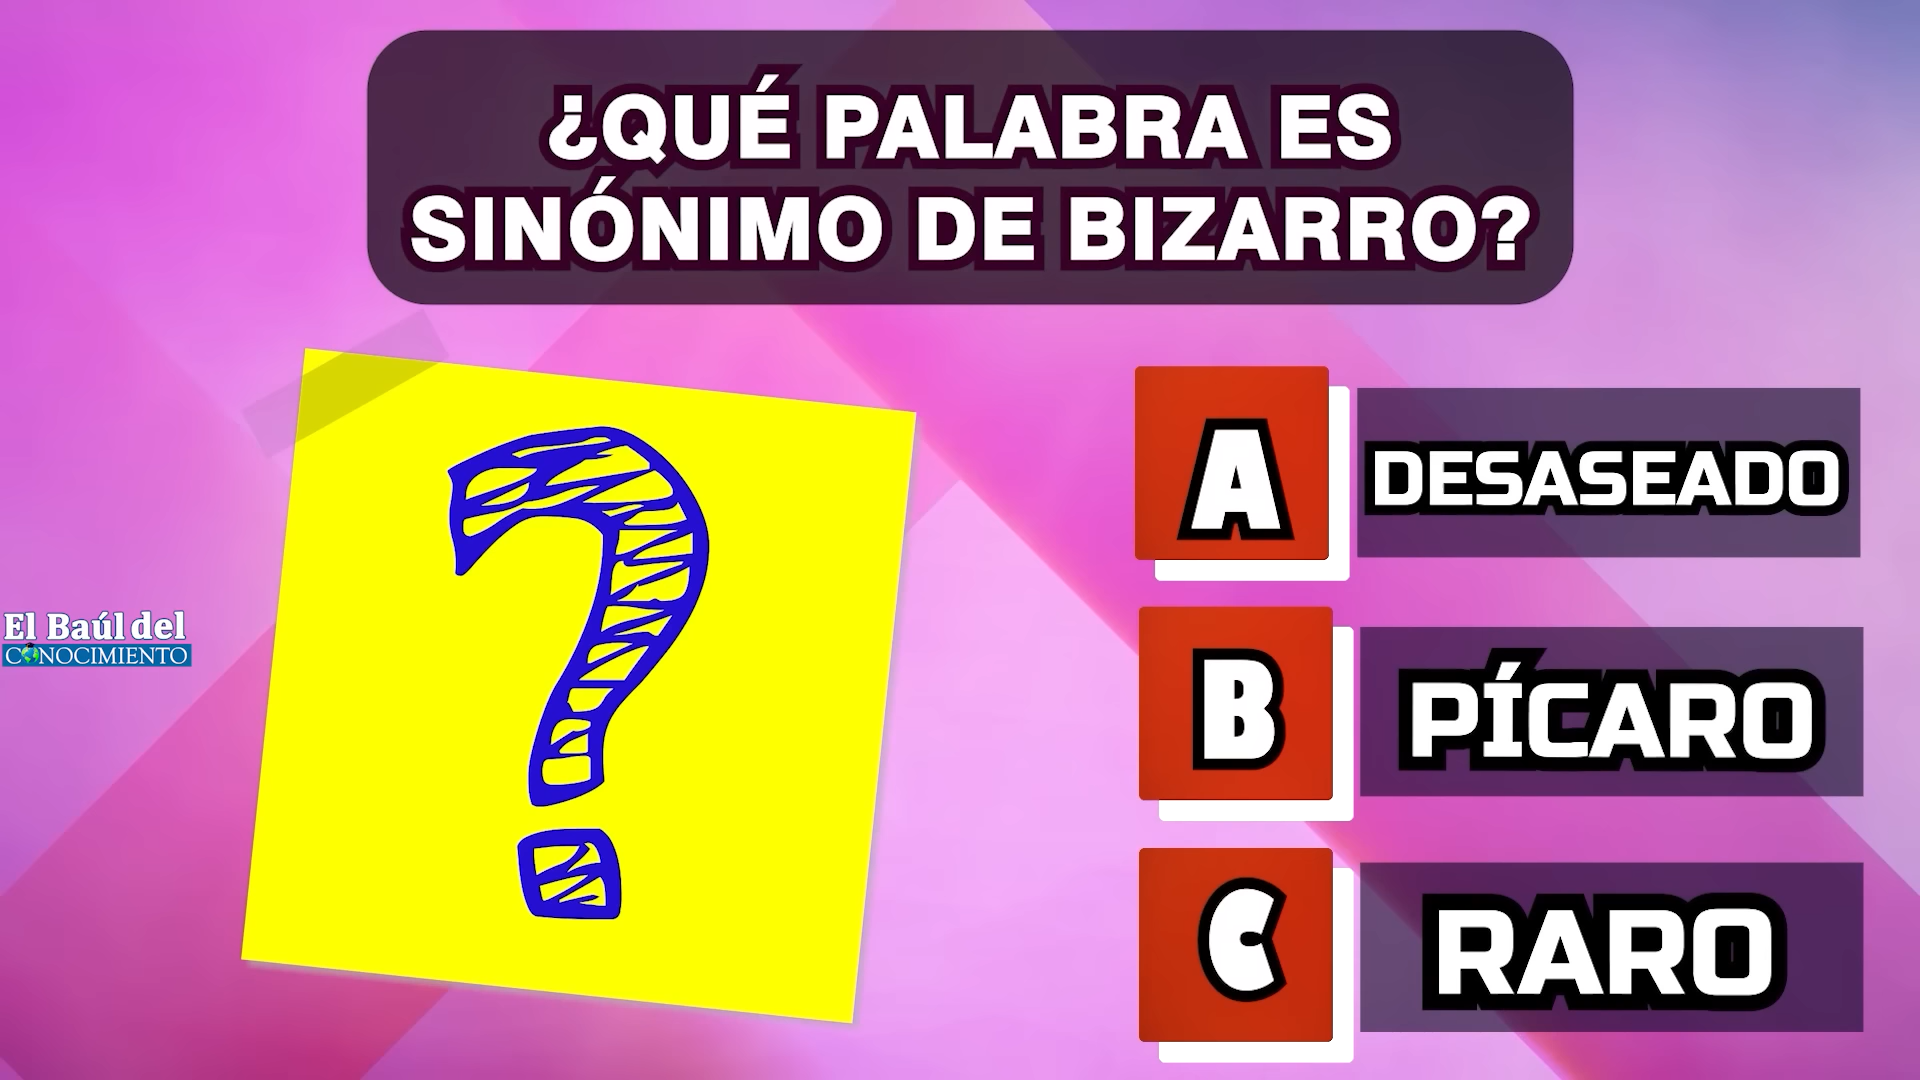 ¿QUÉ PALABRA ES
SINÓNIMO DE BIZARRO?
A
DESASEADO
B
PÍCARO
C
RARO
El Baúl del
CONOCIMIENTO